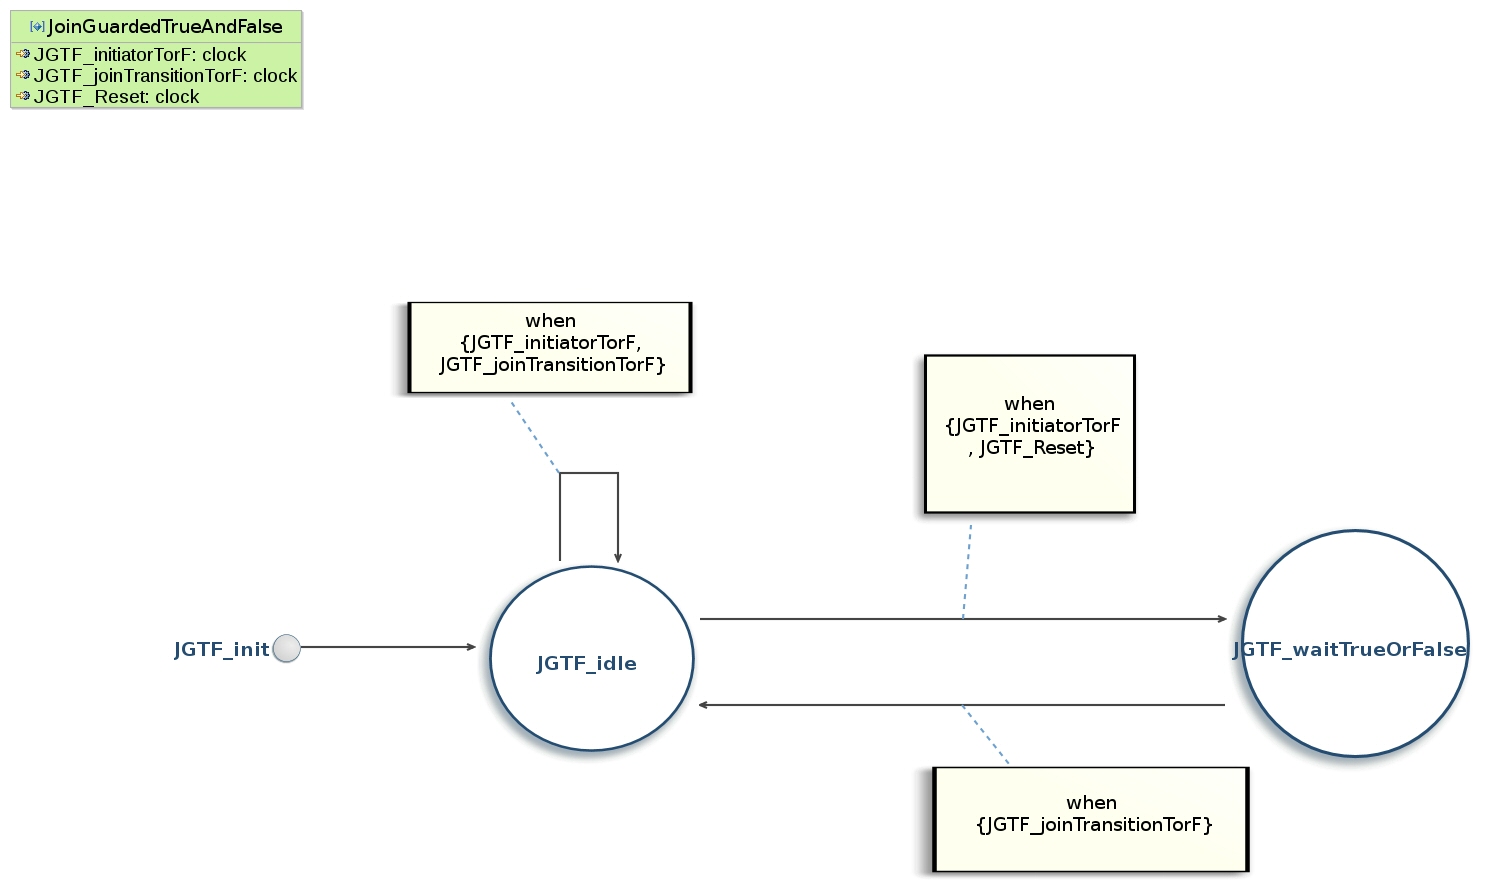 JoinGuardedTrueAndFalse
JGTF_initiatorTorF: clock
JGTF_joinTransitionTorF: clock
JGTF_Reset: clock
when
{JGTF_initiatorTorF,
JGTF_joinTransitionTorF}
when
{JGTF_initiatorTorF
, JGTF_Reset}
JGTF_init
JGTF_idle
JGTF_waitTrueOrFalse
when
{JGTF_joinTransitionTorF}